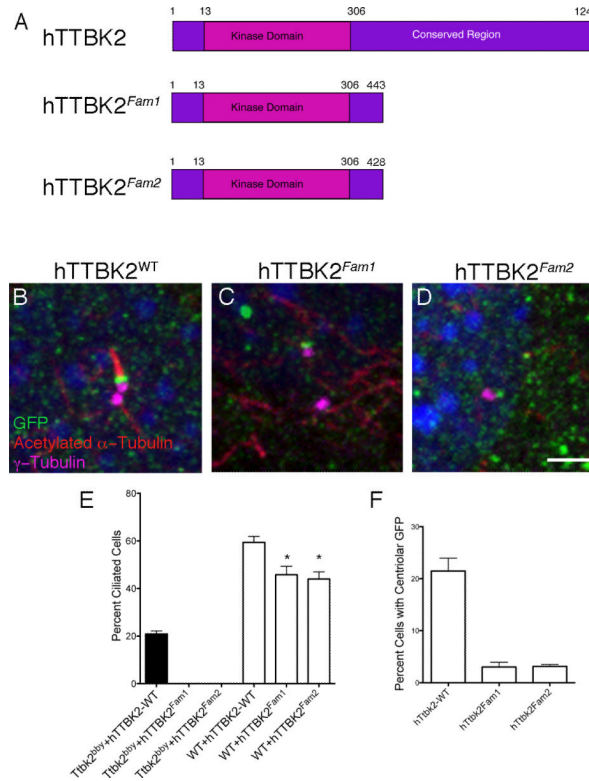 A
1 13 306 124
hTTBK2
Kinase Domain Conserved Region
1 13 306 443
hTTBK2Fam1
Kinase Domain
1 13 306 428
hTTBK2Fam2
Kinase Domain
hTTBK2WT hTTBK2Fam1 hTTBK2Fam2
B C D
GFP
Acetylated α-Tubulin
γ-Tubulin
E
Percent Ciliated Cells
80
60
40
20
0
* *
Ttbk2bby+hTTBK2-WT
Ttbk2bby+hTTBK2Fam1
Ttbk2bby+hTTBK2Fam2
WT+hTTBK2-WT
WT+hTTBK2Fam1
WT+hTTBK2Fam2
F
Percent Cells with Centriolar GFP
30
20
10
0
hTtbk2-WT
hTtbk2Fam1
hTtbk2Fam2